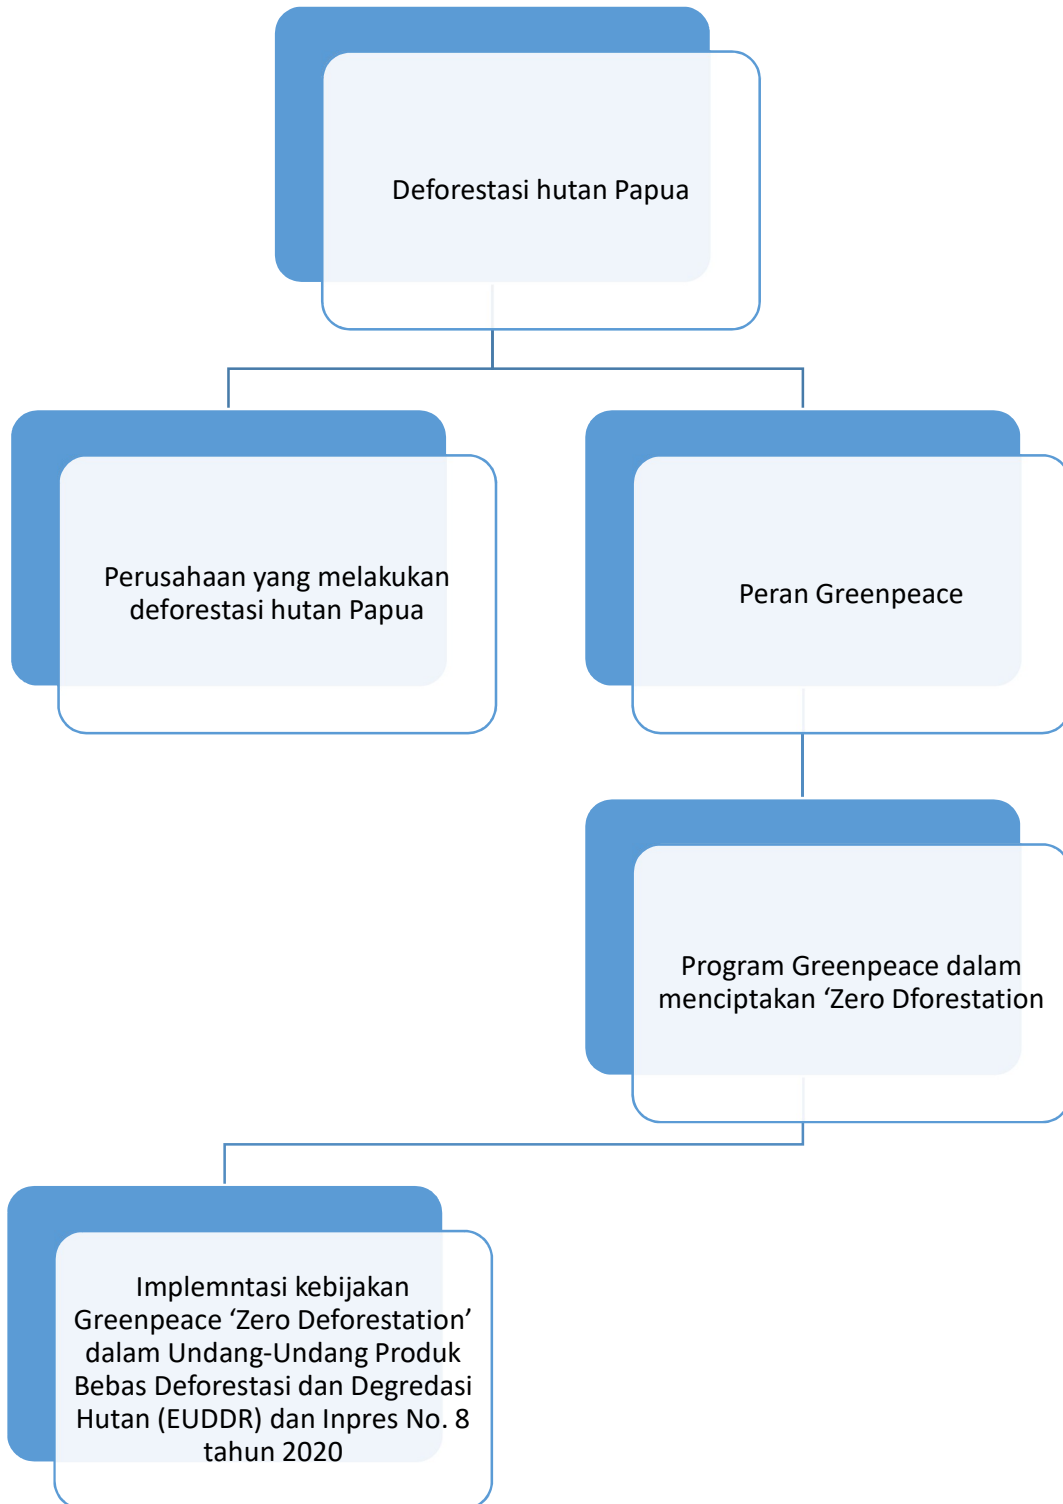 Deforestasi hutan Papua
Perusahaan yang melakukan
deforestasi hutan Papua
Peran Greenpeace
Program Greenpeace dalam
menciptakan ‘Zero Dforestation
Implemntasi kebijakan
Greenpeace ‘Zero Deforestation’
dalam Undang-Undang Produk
Bebas Deforestasi dan Degredasi
Hutan (EUDDR) dan Inpres No. 8
tahun 2020